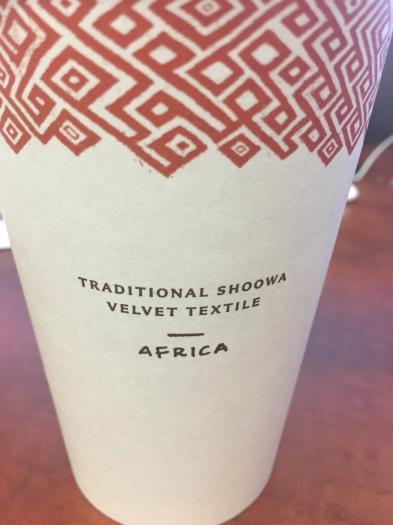 TRADITIONAL SHOOWA
VELVET TEXTILE
AFRICA